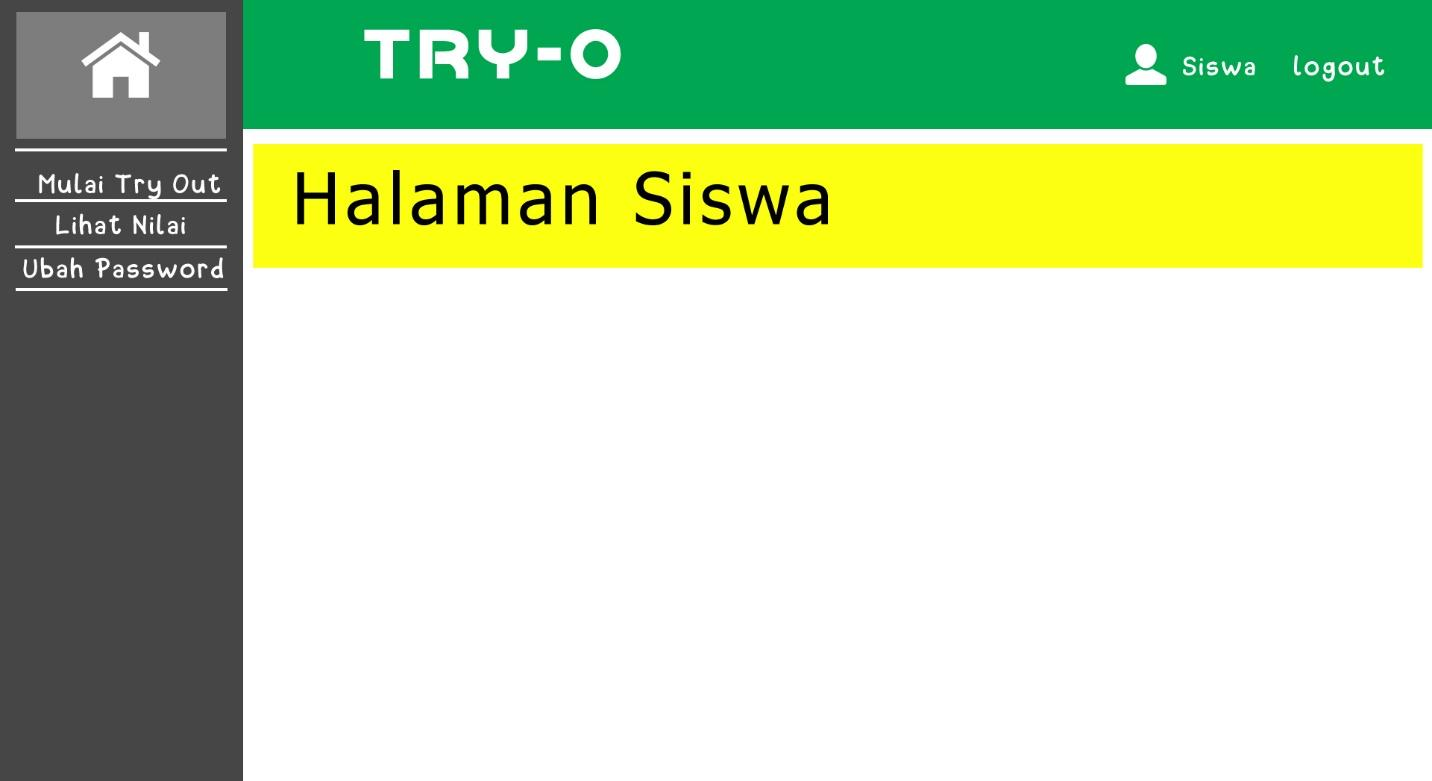 TRY-O
Siswa logout
Mulai Try Out
Lihat Nilai
Ubah Password
Halaman Siswa